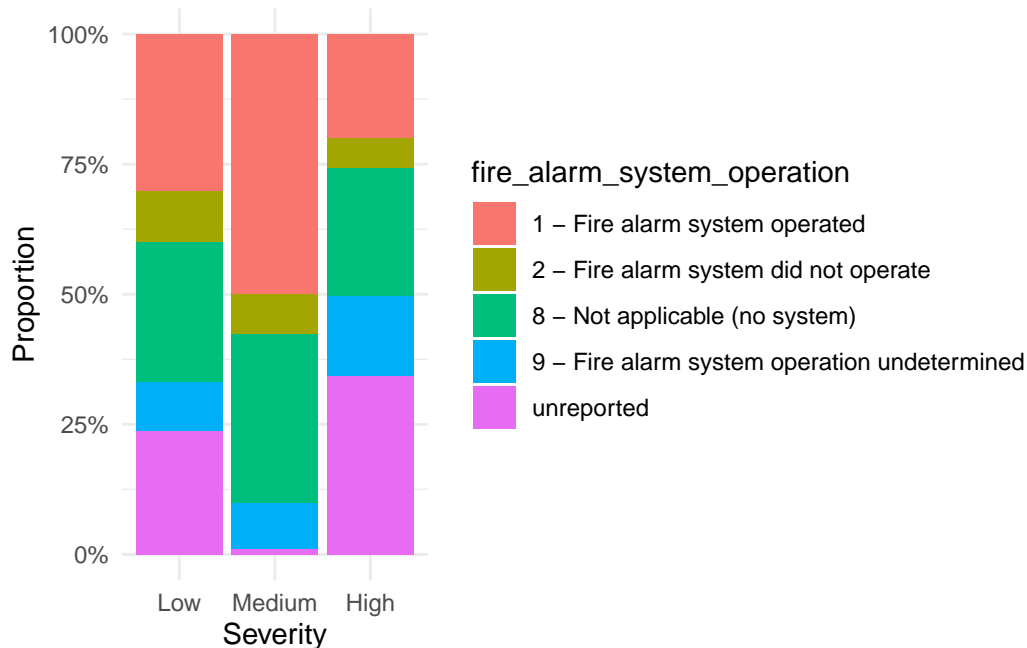 100%
75%
50%
25%
0%
Proportion
Low Medium High
Severity
fire_alarm_system_operation
1 − Fire alarm system operated
2 − Fire alarm system did not operate
8 − Not applicable (no system)
9 − Fire alarm system operation undetermined
unreported